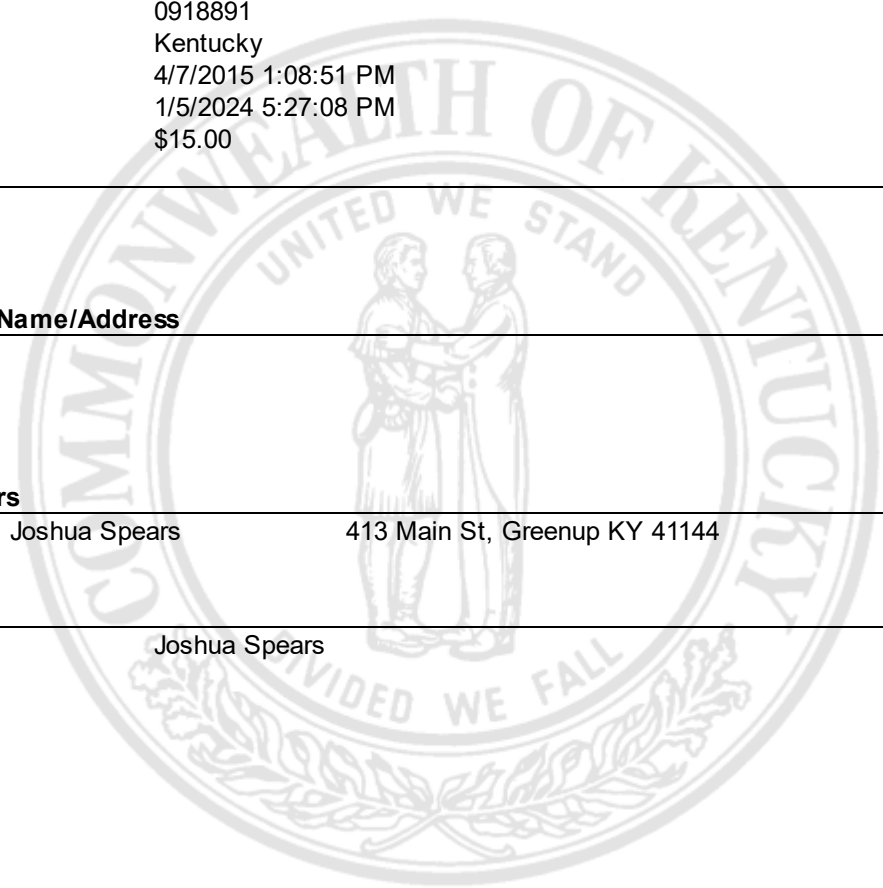 0918891
Kentucky
4/7/2015 1:08:51 PM
1/5/2024 5:27:08 PM
$15.00
Name/Address
rs
Joshua Spears 413 Main St, Greenup KY 41144
Joshua Spears
COMMONWEALTH OF KENTUCKY
UNITED WE STAND
DIVIDED WE FALL